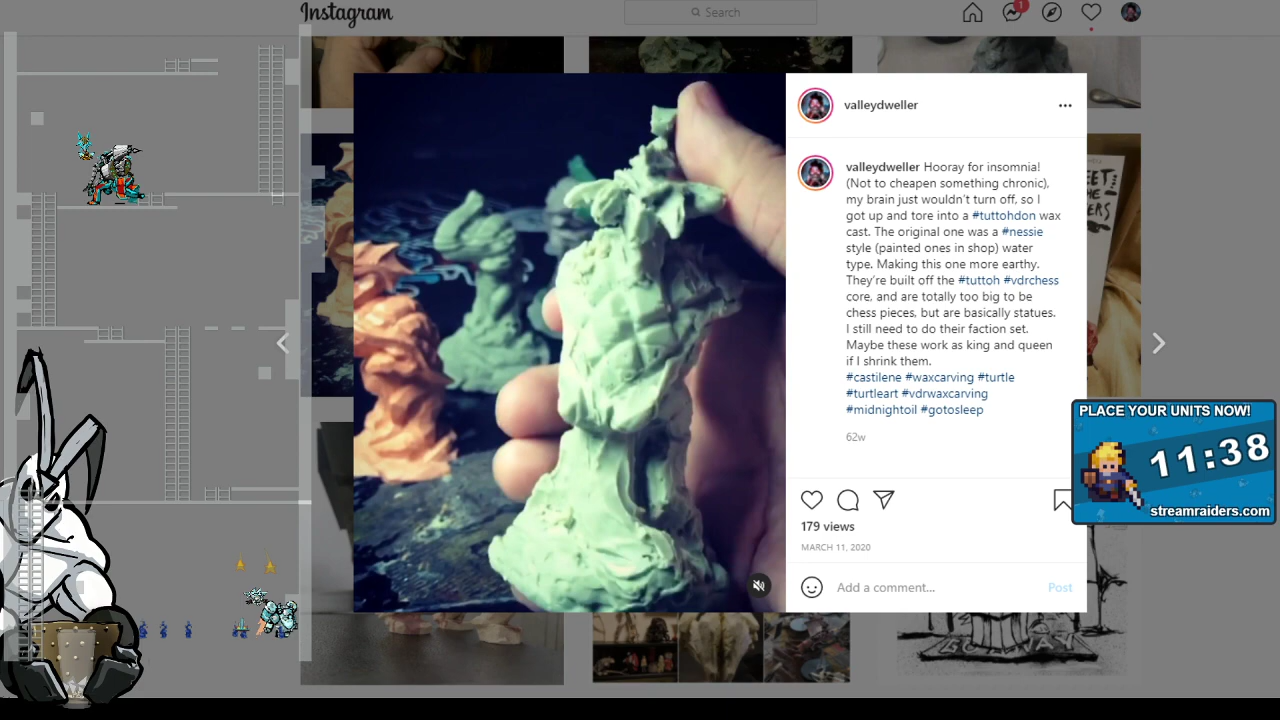 Instagram
Search
1
valleydweller
valleydweller Hooray for insomnia!
(Not to cheapen something chronic),
my brain just wouldn't turn off, so I
got up and tore into a #tuttohdon wax
cast. The original one was a #nessie
style (painted ones in shop) water
type. Making this one more earthy.
They're built off the #tuttoh #vdrchess
core, and are totally too big to be
chess pieces, but are basically statues.
I still need to do their faction set.
Maybe these work as king and queen
if I shrink them.
#castilene #waxcarving #turtle
#turtleart #vdrwaxcarving
#midnightoil #gotosleep
62w
179 views
MARCH 11, 2020
Add a comment...
Post
PLACE YOUR UNITS NOW!
11:38
streamraiders.com